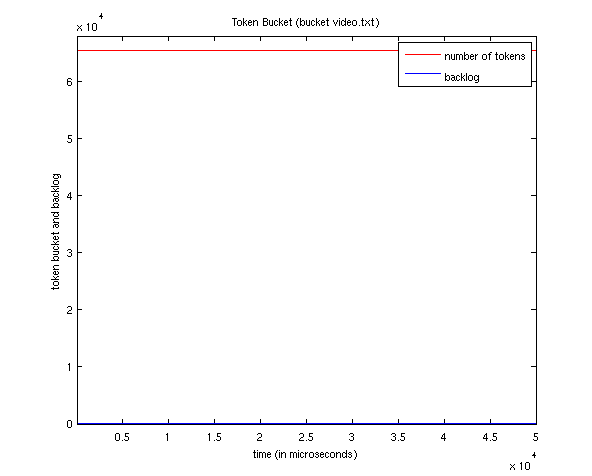 Token Bucket (bucket video.txt)
x 10 4
number of tokens
backlog
token bucket and backlog
6
5
4
3
2
1
0
0.5 1 1.5 2 2.5 3 3.5 4 4.5 5
time (in microseconds)
x 10 4